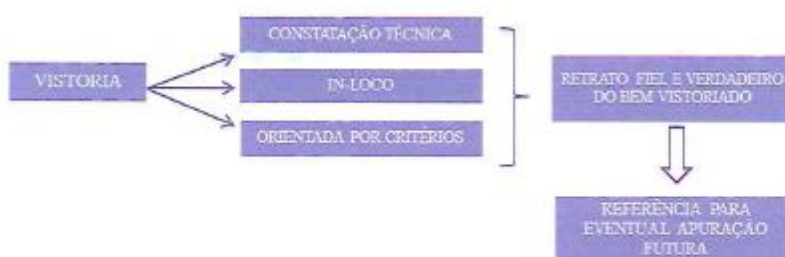 VISTORIA
CONSTATAÇÃO TÉCNICA
IN-LOCO
ORIENTADA POR CRITÉRIOS
RETRATO FIEL E VERDADEIRO
DO BEM VISTORIADO
REFERÊNCIA PARA
EVENTUAL APURAÇÃO
FUTURA